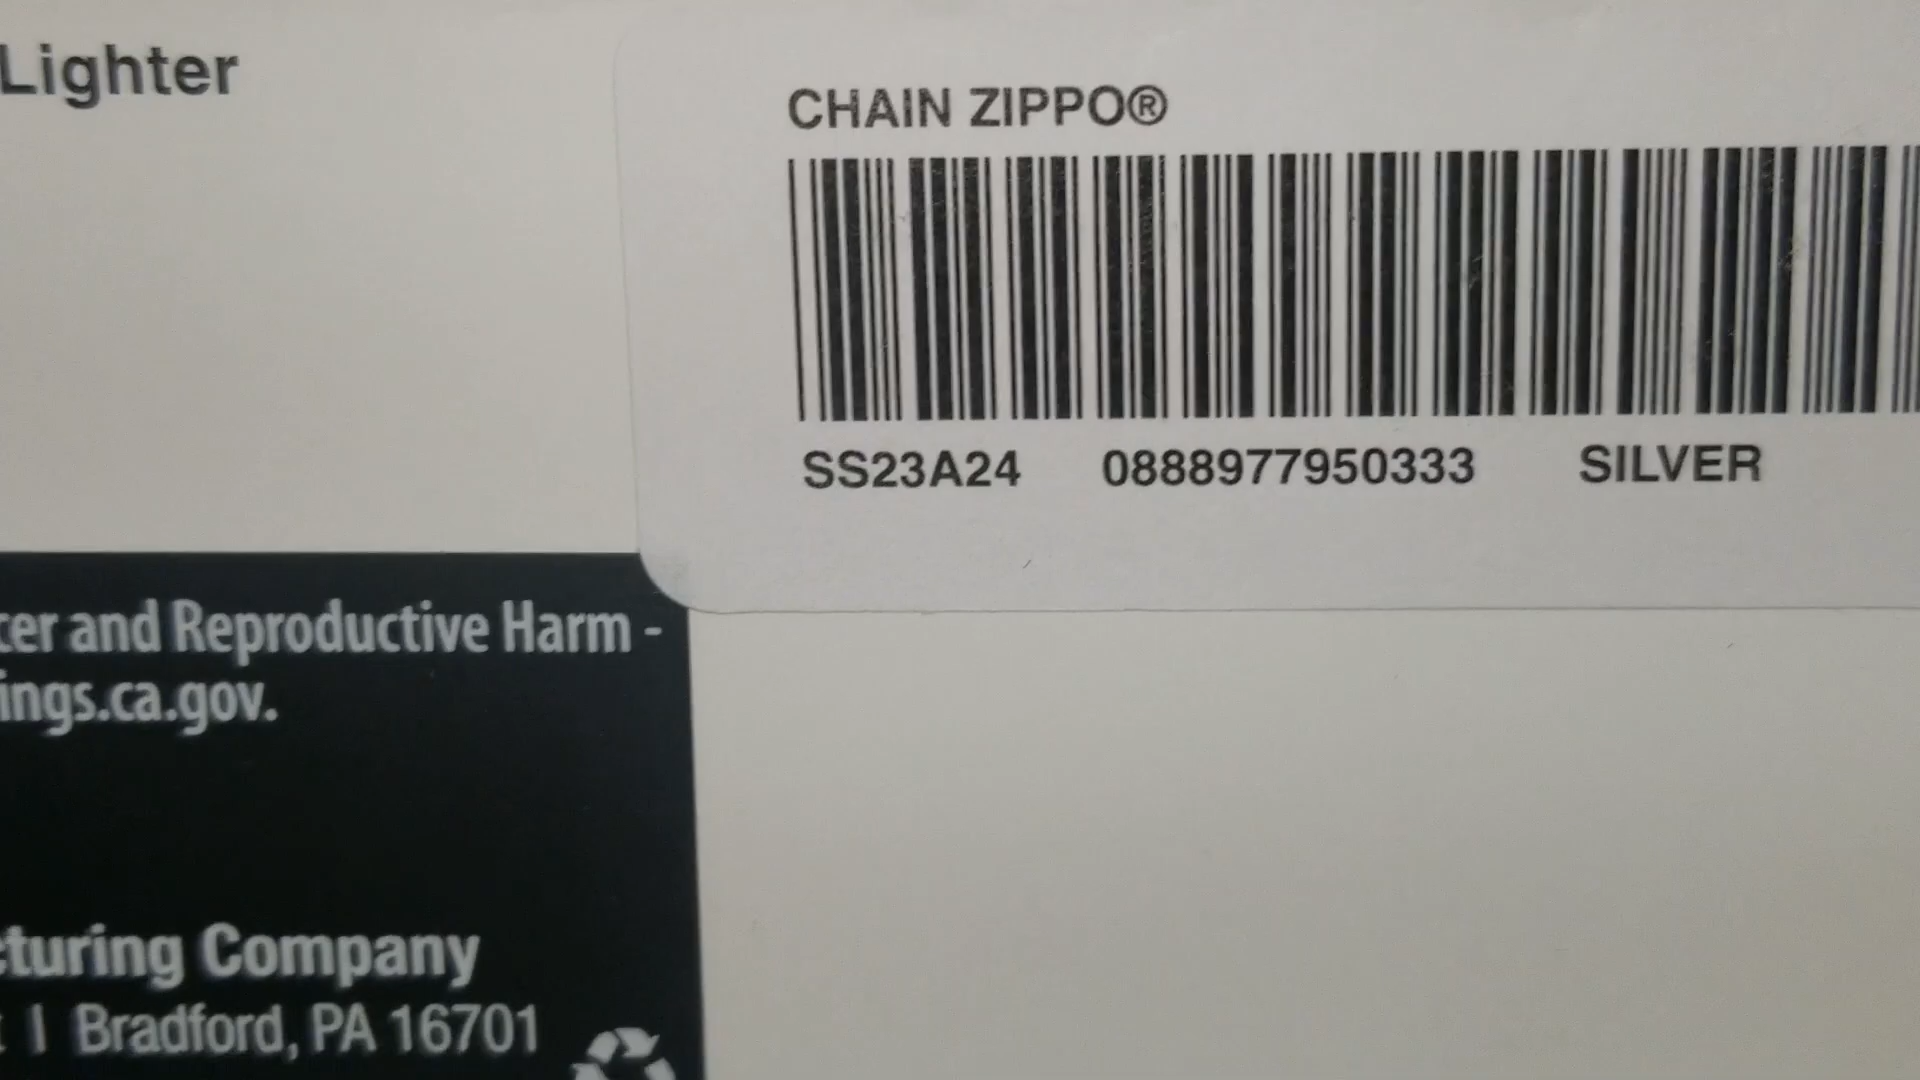 Lighter
CHAIN ZIPPO®
SS23A24 0888977950333 SILVER
cer and Reproductive Harm -
ings.ca.gov.
cturing Company
t | Bradford, PA 16701